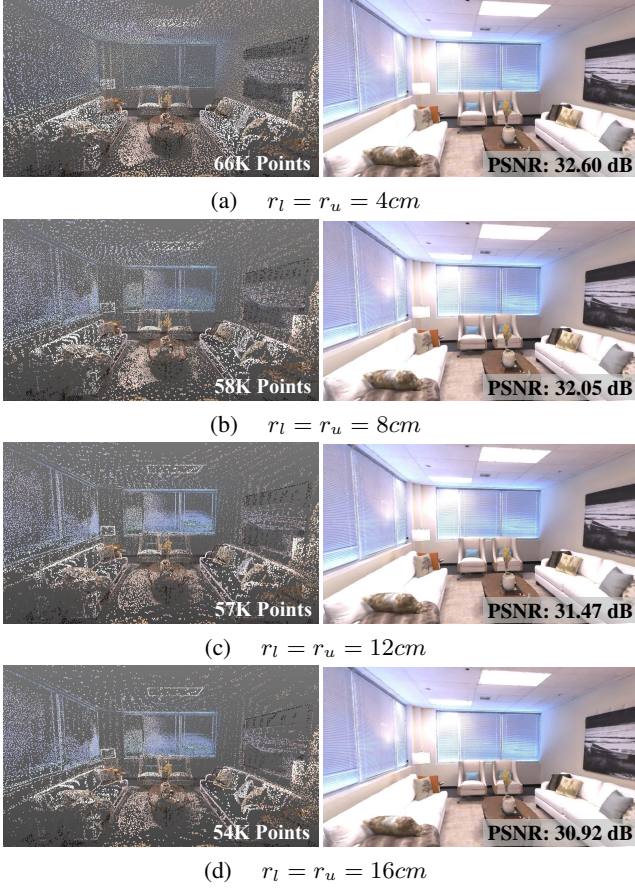 66K Points PSNR: 32.60 dB
(a) r_l = r_u = 4cm
58K Points PSNR: 32.05 dB
(b) r_l = r_u = 8cm
57K Points PSNR: 31.47 dB
(c) r_l = r_u = 12cm
54K Points PSNR: 30.92 dB
(d) r_l = r_u = 16cm